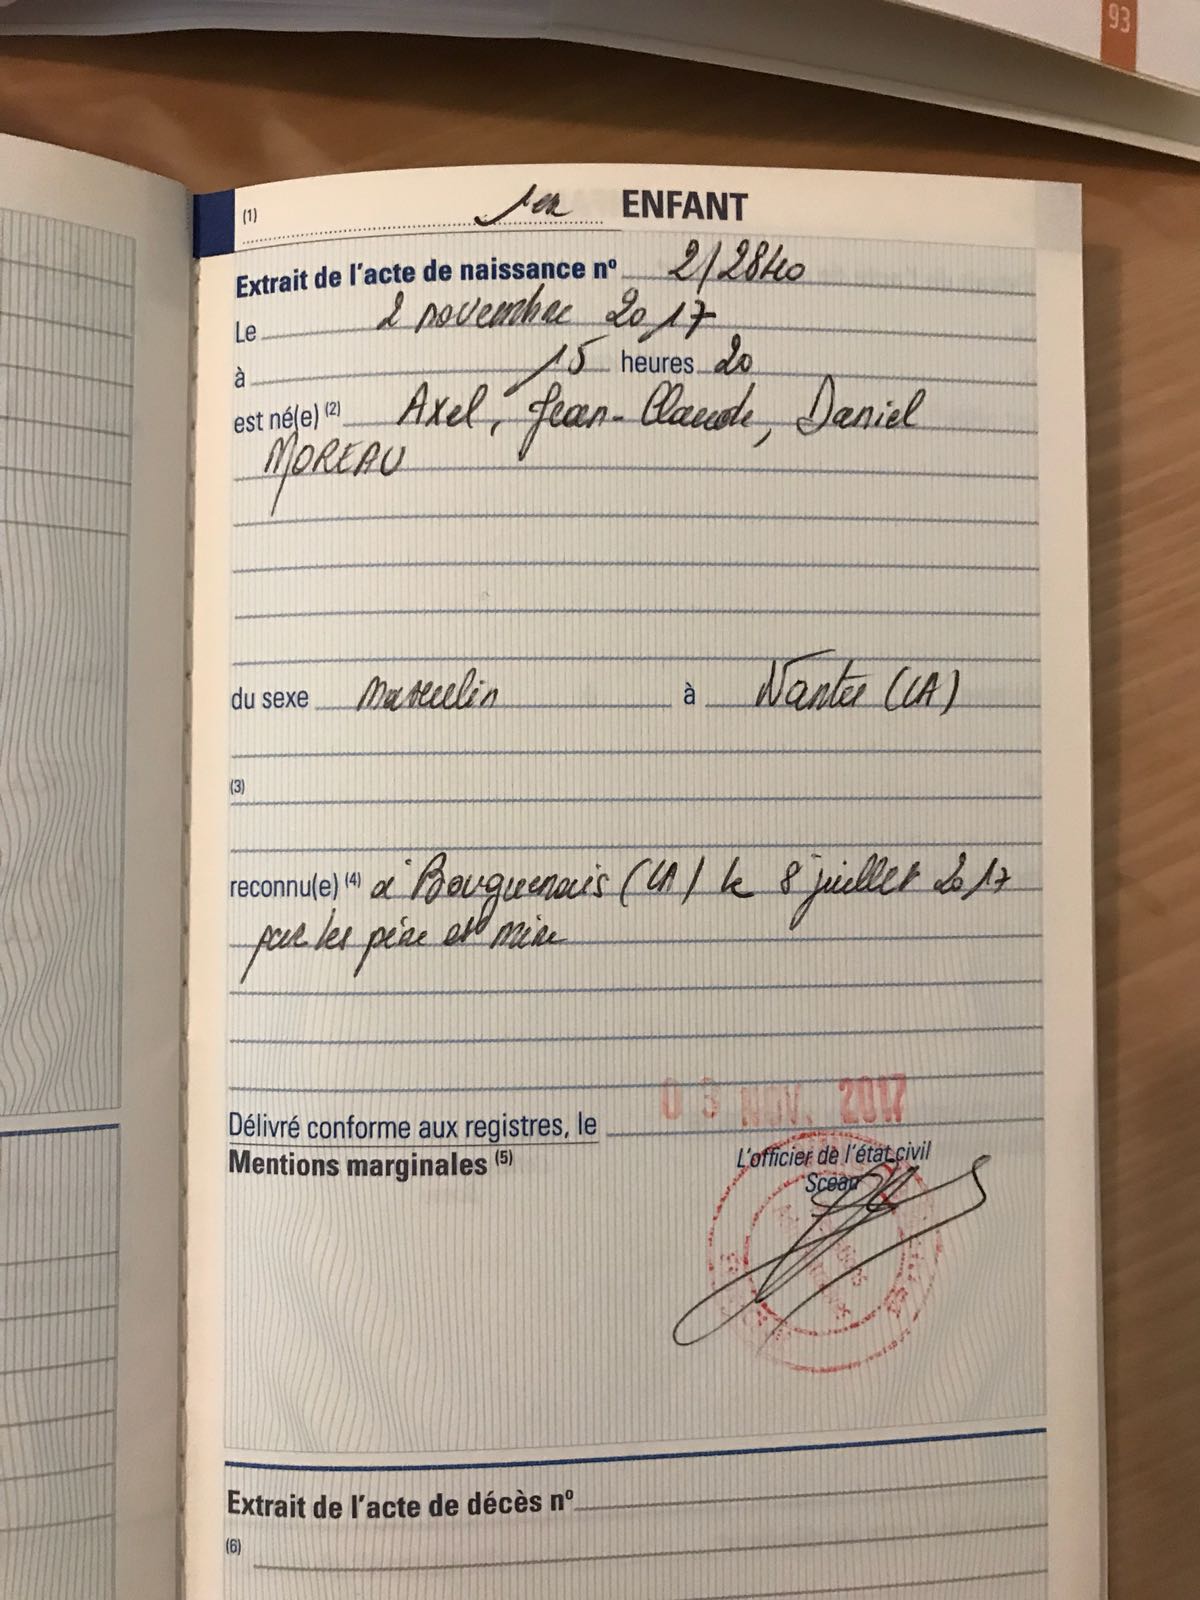 93
(1) 1er ENFANT
Extrait de l'acte de naissance nº 2/2840
Le 2 novembre 2017
à 15 heures 20
est né(e) (2) Axel, Jean-Claude, Daniel
MOREAU
du sexe masculin à Nantes (LA)
(3)
reconnu(e) (4) à Bouguenais (LA) le 8 juillet 2017
par les père et mère
Délivré conforme aux registres, le NOV. 2017
Mentions marginales (5)
L'officier de l'état civil
Sceau
Extrait de l'acte de décès nº
(6)